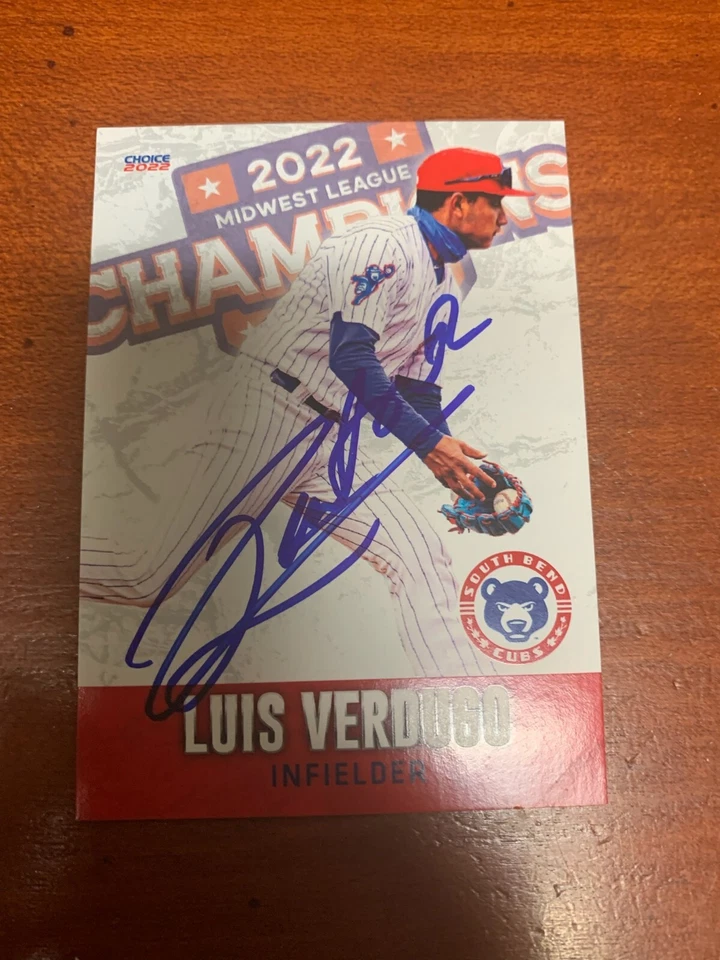 CHOICE
2022
2022
MIDWEST LEAGUE
CHAMPIONS
SOUTH BEND
CUBS
LUIS VERDUGO
INFIELDER